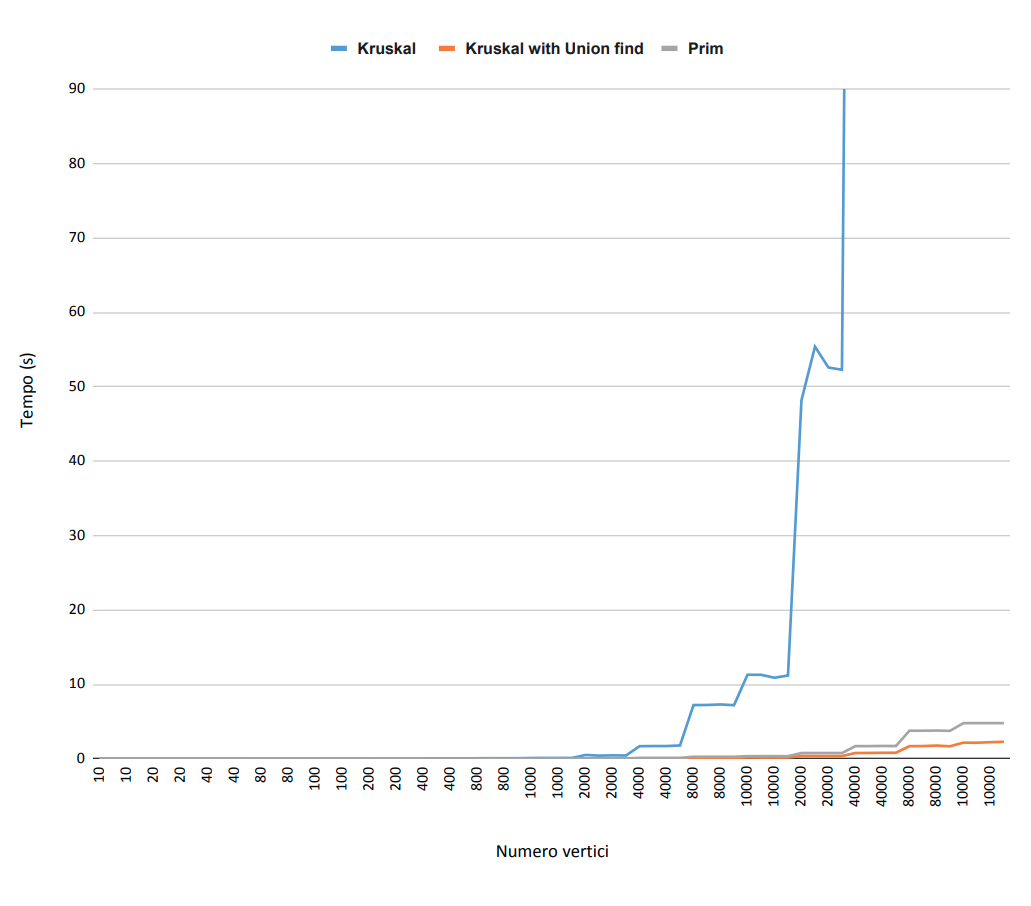 Kruskal Kruskal with Union find Prim
90
80
70
60
50
40
30
20
10
0
Tempo (s)
10 10 20 20 40 40 80 80 100 100 200 200 400 400 800 800 1000 1000 2000 2000 4000 4000 8000 8000 10000 10000 20000 20000 40000 40000 80000 80000 10000 10000
Numero vertici